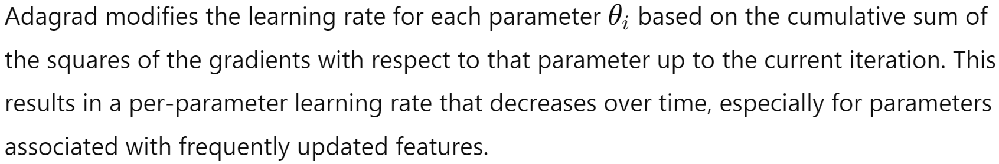 Adagrad modifies the learning rate for each parameter θᵢ based on the cumulative sum of
the squares of the gradients with respect to that parameter up to the current iteration. This
results in a per-parameter learning rate that decreases over time, especially for parameters
associated with frequently updated features.